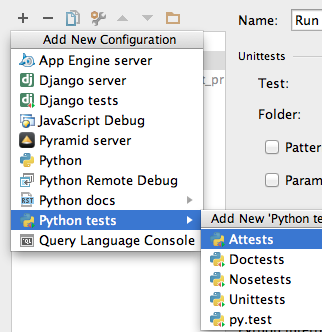 Name: Run
Add New Configuration
Unittests
App Engine server
Django server
t_pr
Test:
Django tests
JavaScript Debug
Folder:
Pyramid server
Patter
Python
Python Remote Debug
Param
Python docs
Python tests
Add New 'Python te
Query Language Console
Attests
Doctests
Nosetests
Unittests
py.test